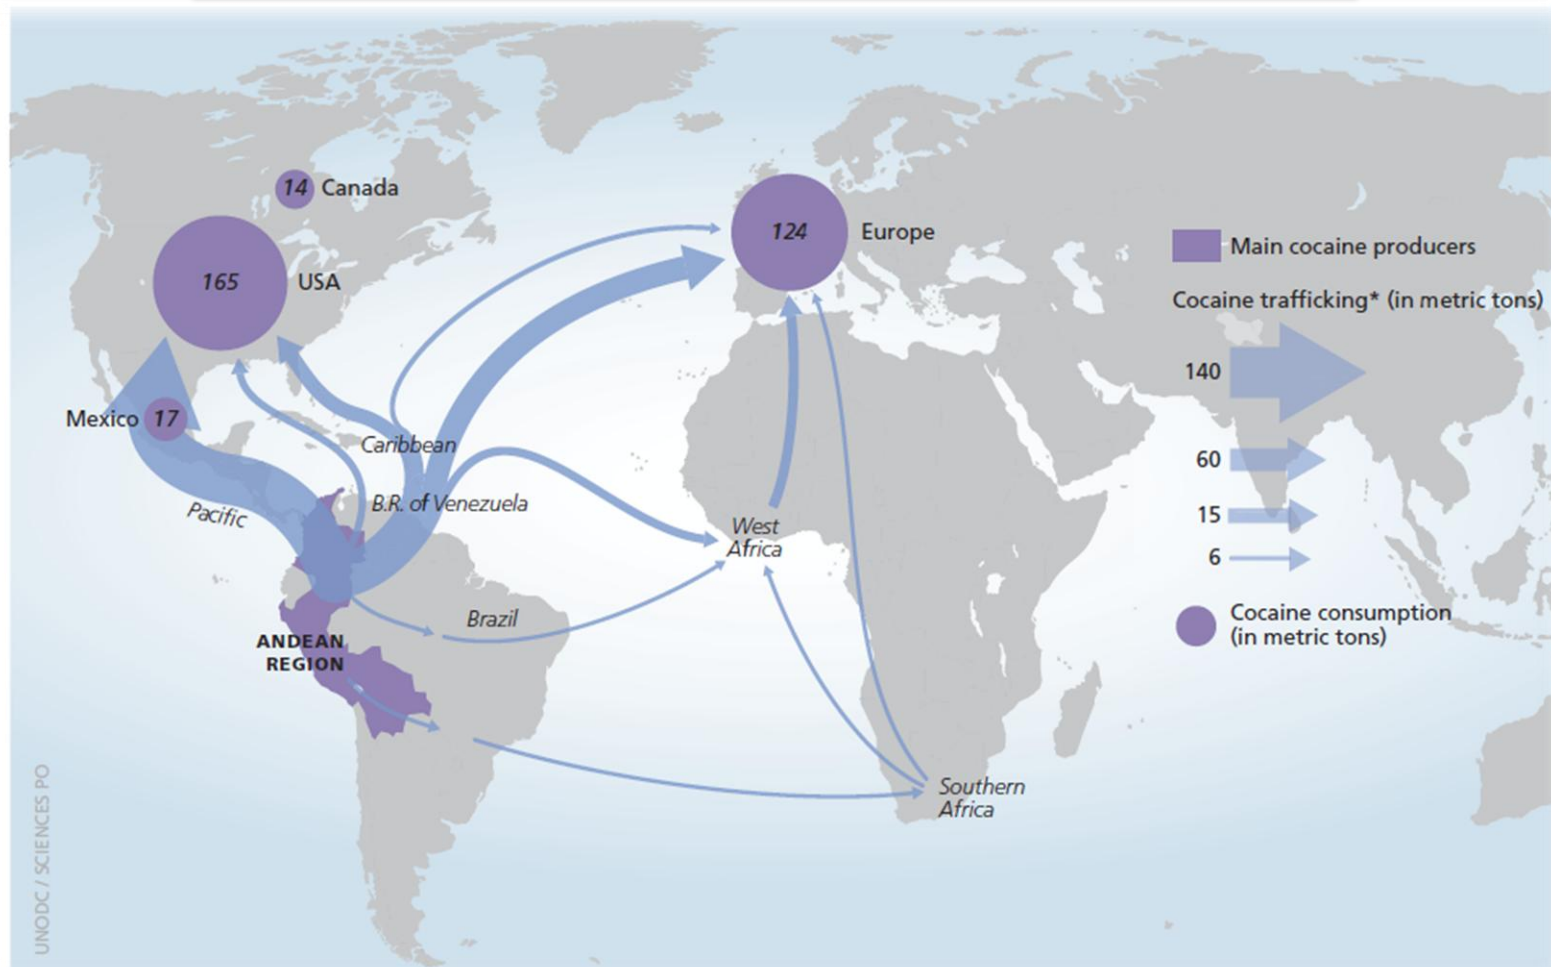 14 Canada
165 USA
Mexico 17
124 Europe
Caribbean
B.R. of Venezuela
Pacific
West
Africa
Brazil
ANDEAN
REGION
Southern
Africa
Main cocaine producers
Cocaine trafficking* (in metric tons)
140
60
15
6
Cocaine consumption
(in metric tons)
UNODC / SCIENCES PO